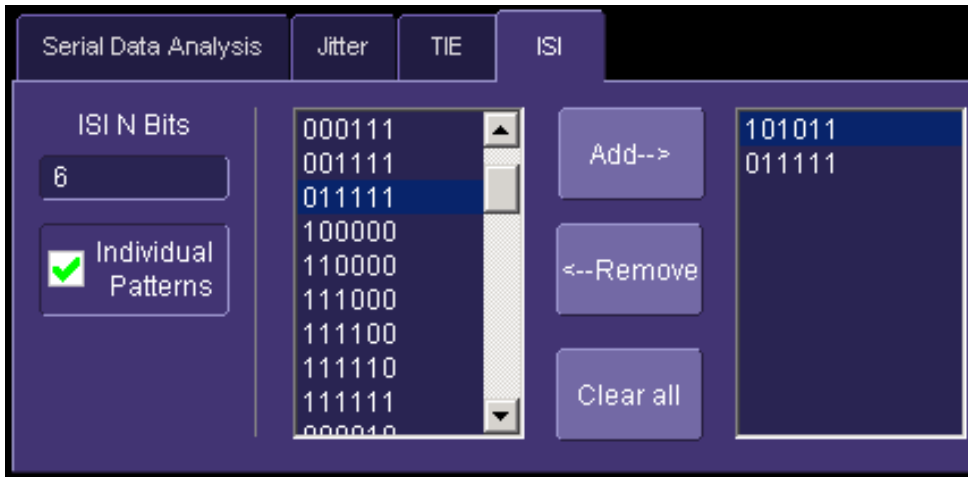 Serial Data Analysis
Jitter
TIE
ISI
ISI N Bits
6
Individual
Patterns
000111
001111
011111
100000
110000
111000
111100
111110
111111
000010
Add-->
<--Remove
Clear all
101011
011111